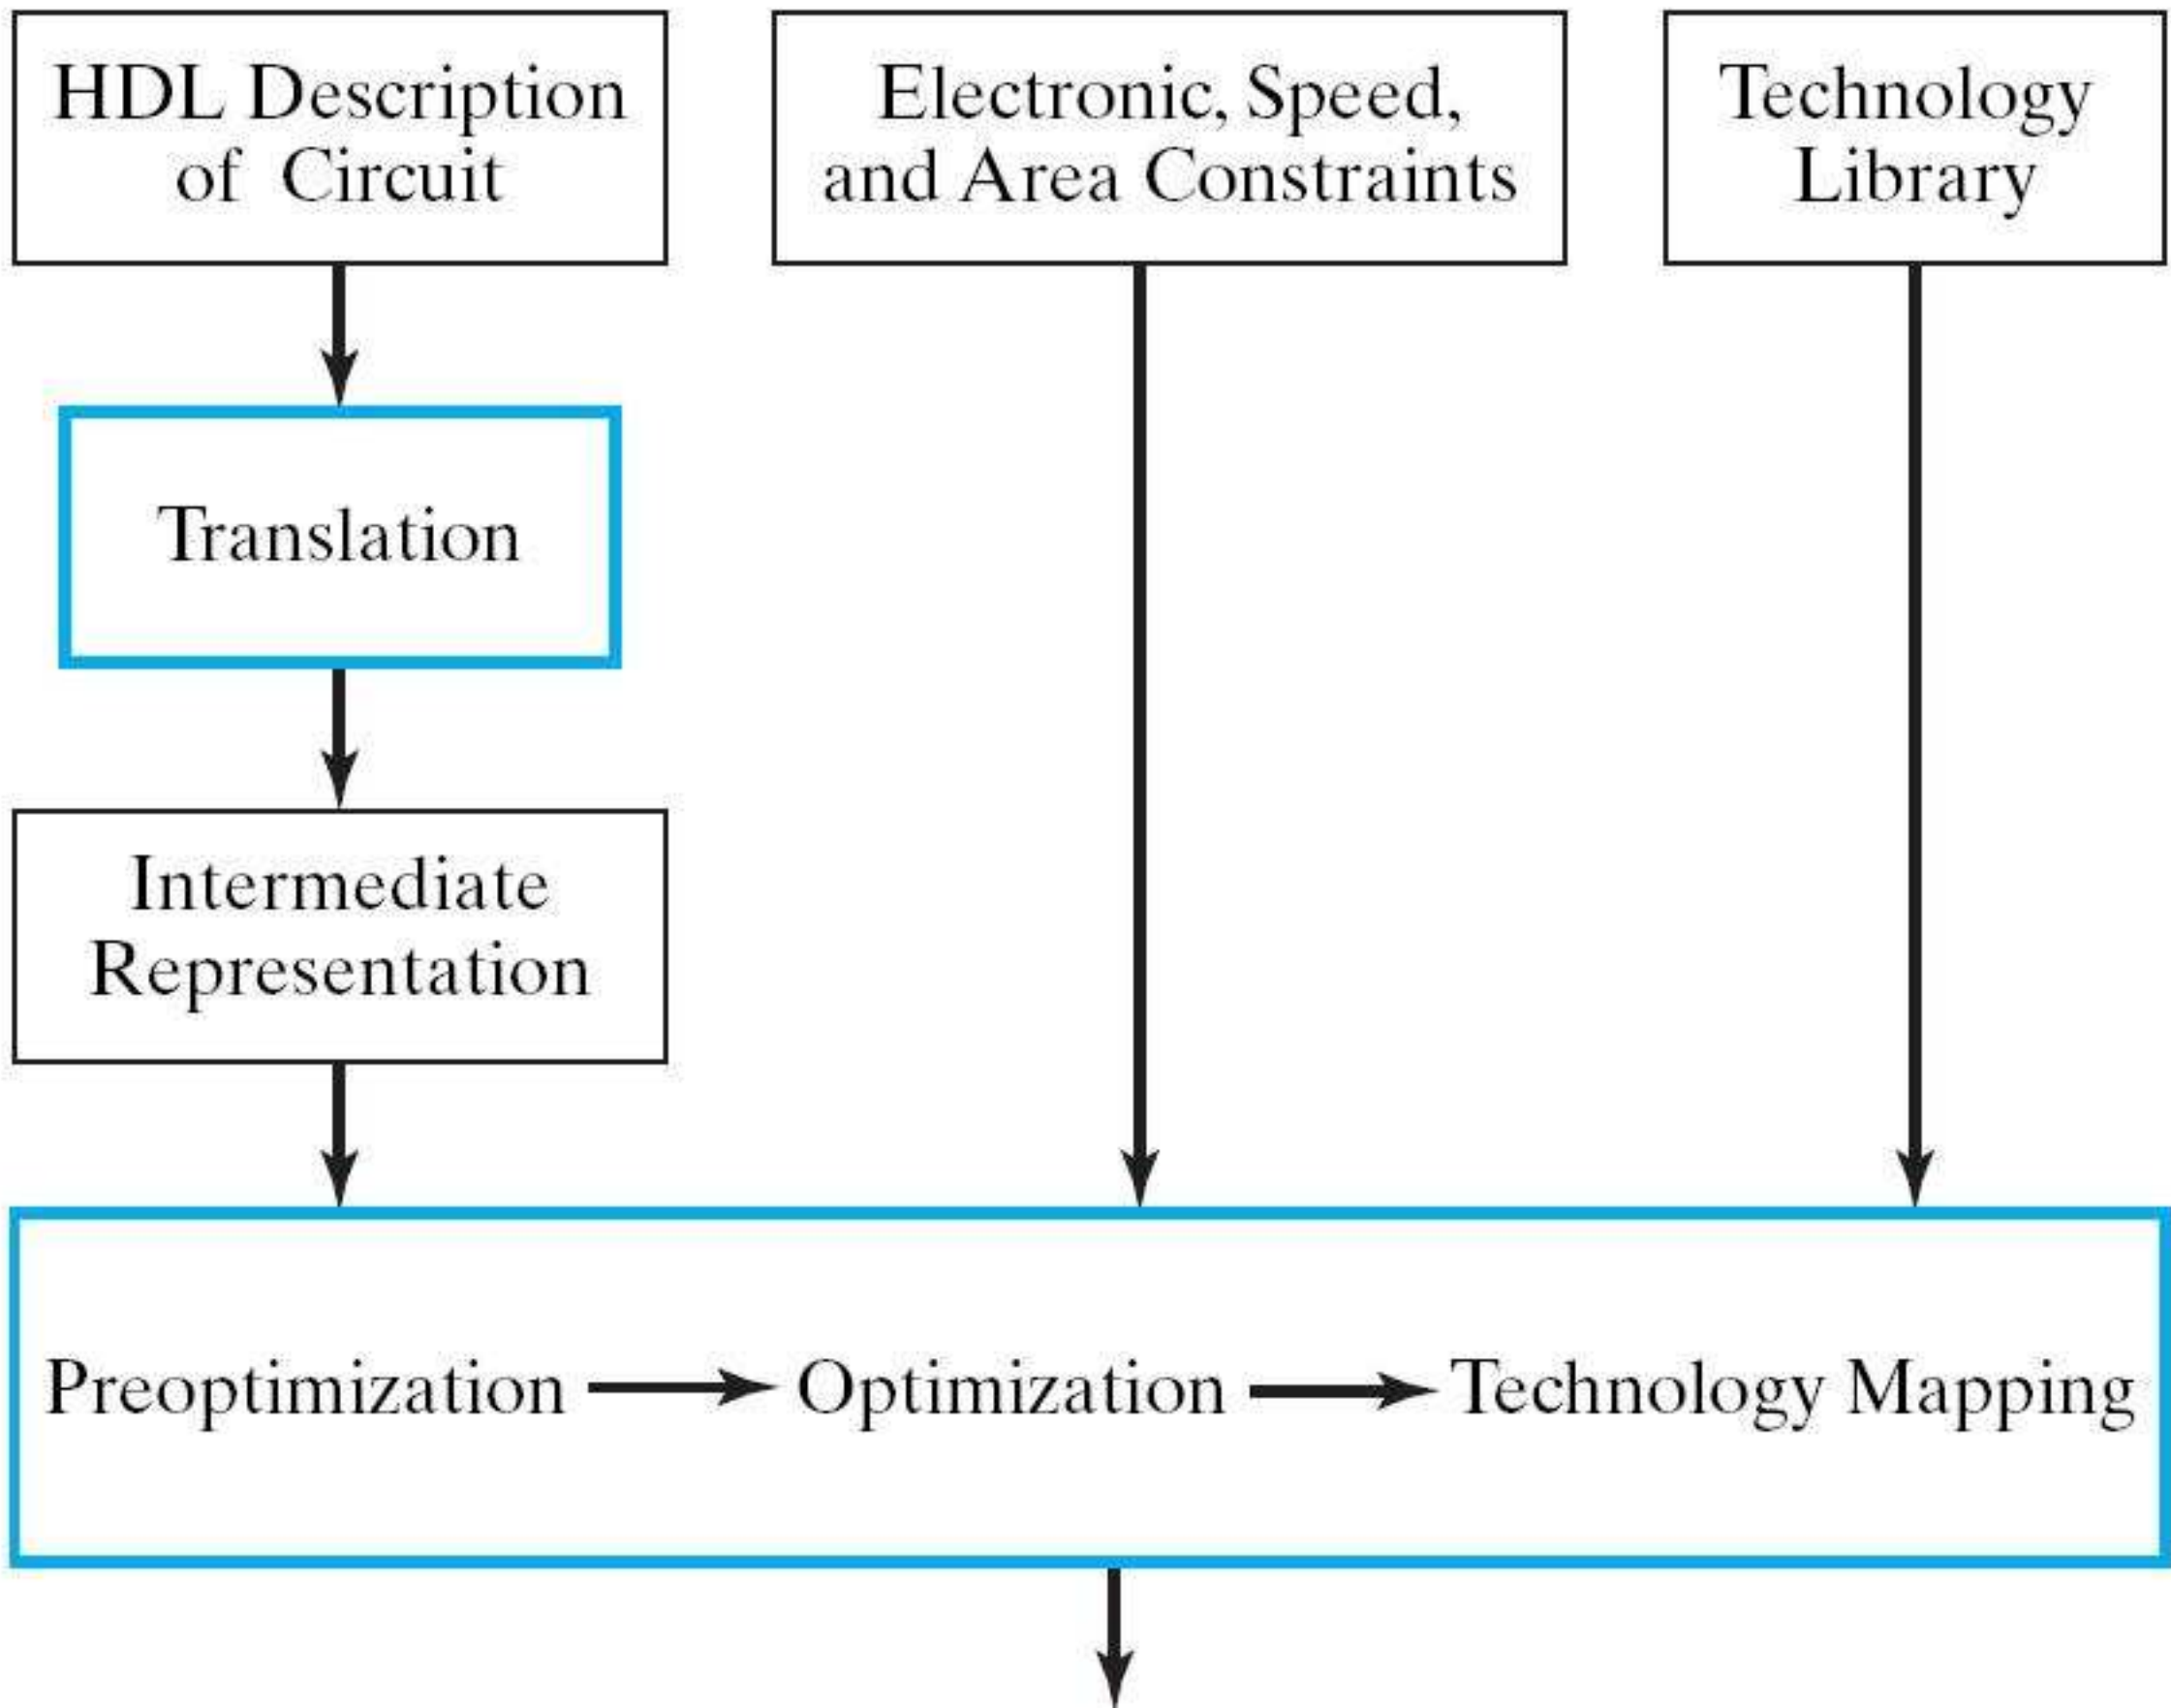 HDL Description
of Circuit
Electronic, Speed,
and Area Constraints
Technology
Library
Translation
Intermediate
Representation
Preoptimization
Optimization
Technology Mapping